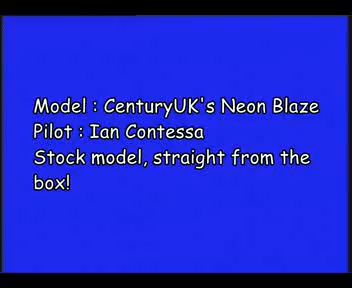 Model : CenturyUK's Neon Blaze
Pilot : Ian Contessa
Stock model, straight from the
box!